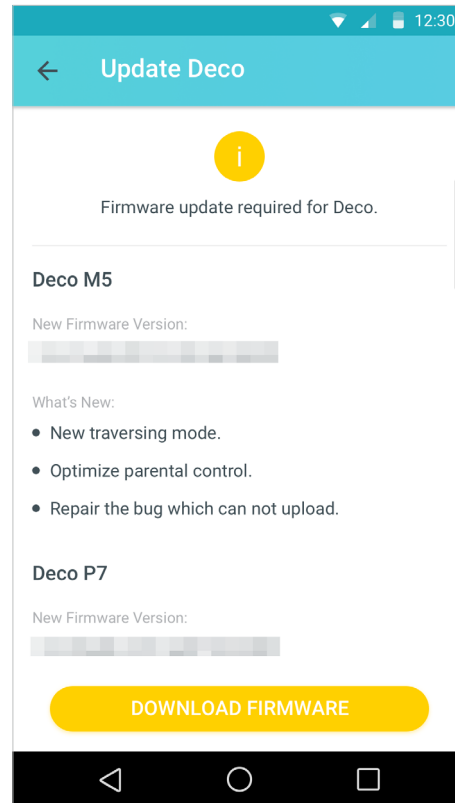 12:30
Update Deco
i
Firmware update required for Deco.
Deco M5
New Firmware Version:
What's New:
• New traversing mode.
• Optimize parental control.
• Repair the bug which can not upload.
Deco P7
New Firmware Version:
DOWNLOAD FIRMWARE